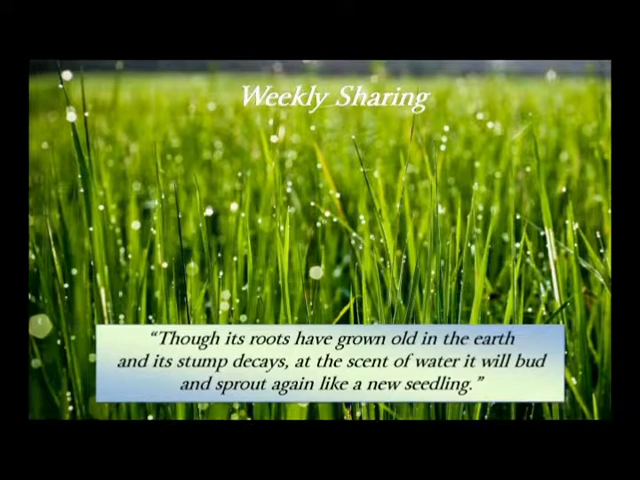 Weekly Sharing
“Though its roots have grown old in the earth
and its stump decays, at the scent of water it will bud
and sprout again like a new seedling.”